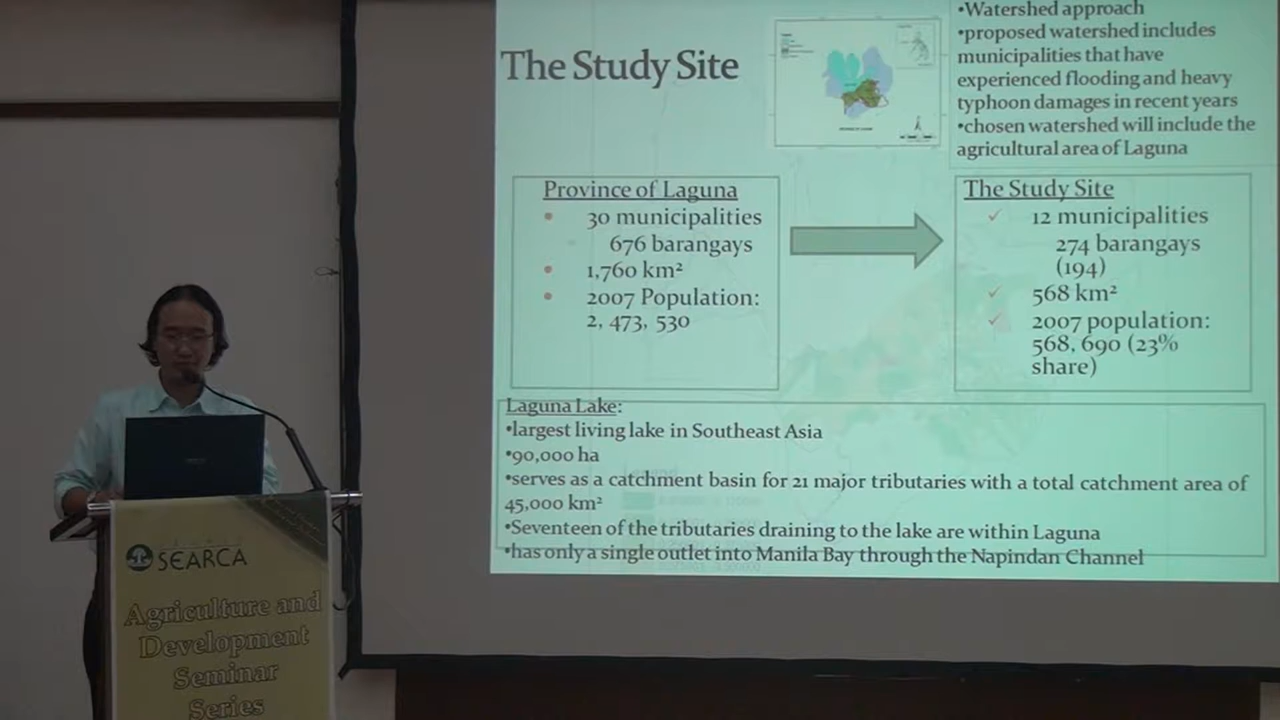 The Study Site
•Watershed approach
•proposed watershed includes
municipalities that have
experienced flooding and heavy
typhoon damages in recent years
•chosen watershed will include the
agricultural area of Laguna
Province of Laguna
• 30 municipalities
676 barangays
• 1,760 km²
• 2007 Population:
2, 473, 530
The Study Site
✓ 12 municipalities
274 barangays
(194)
✓ 568 km²
✓ 2007 population:
568, 690 (23%
share)
Laguna Lake:
•largest living lake in Southeast Asia
•90,000 ha
•serves as a catchment basin for 21 major tributaries with a total catchment area of
45,000 km²
•Seventeen of the tributaries draining to the lake are within Laguna
•has only a single outlet into Manila Bay through the Napindan Channel
SEARCA
Agriculture and
Development
Seminar
Series